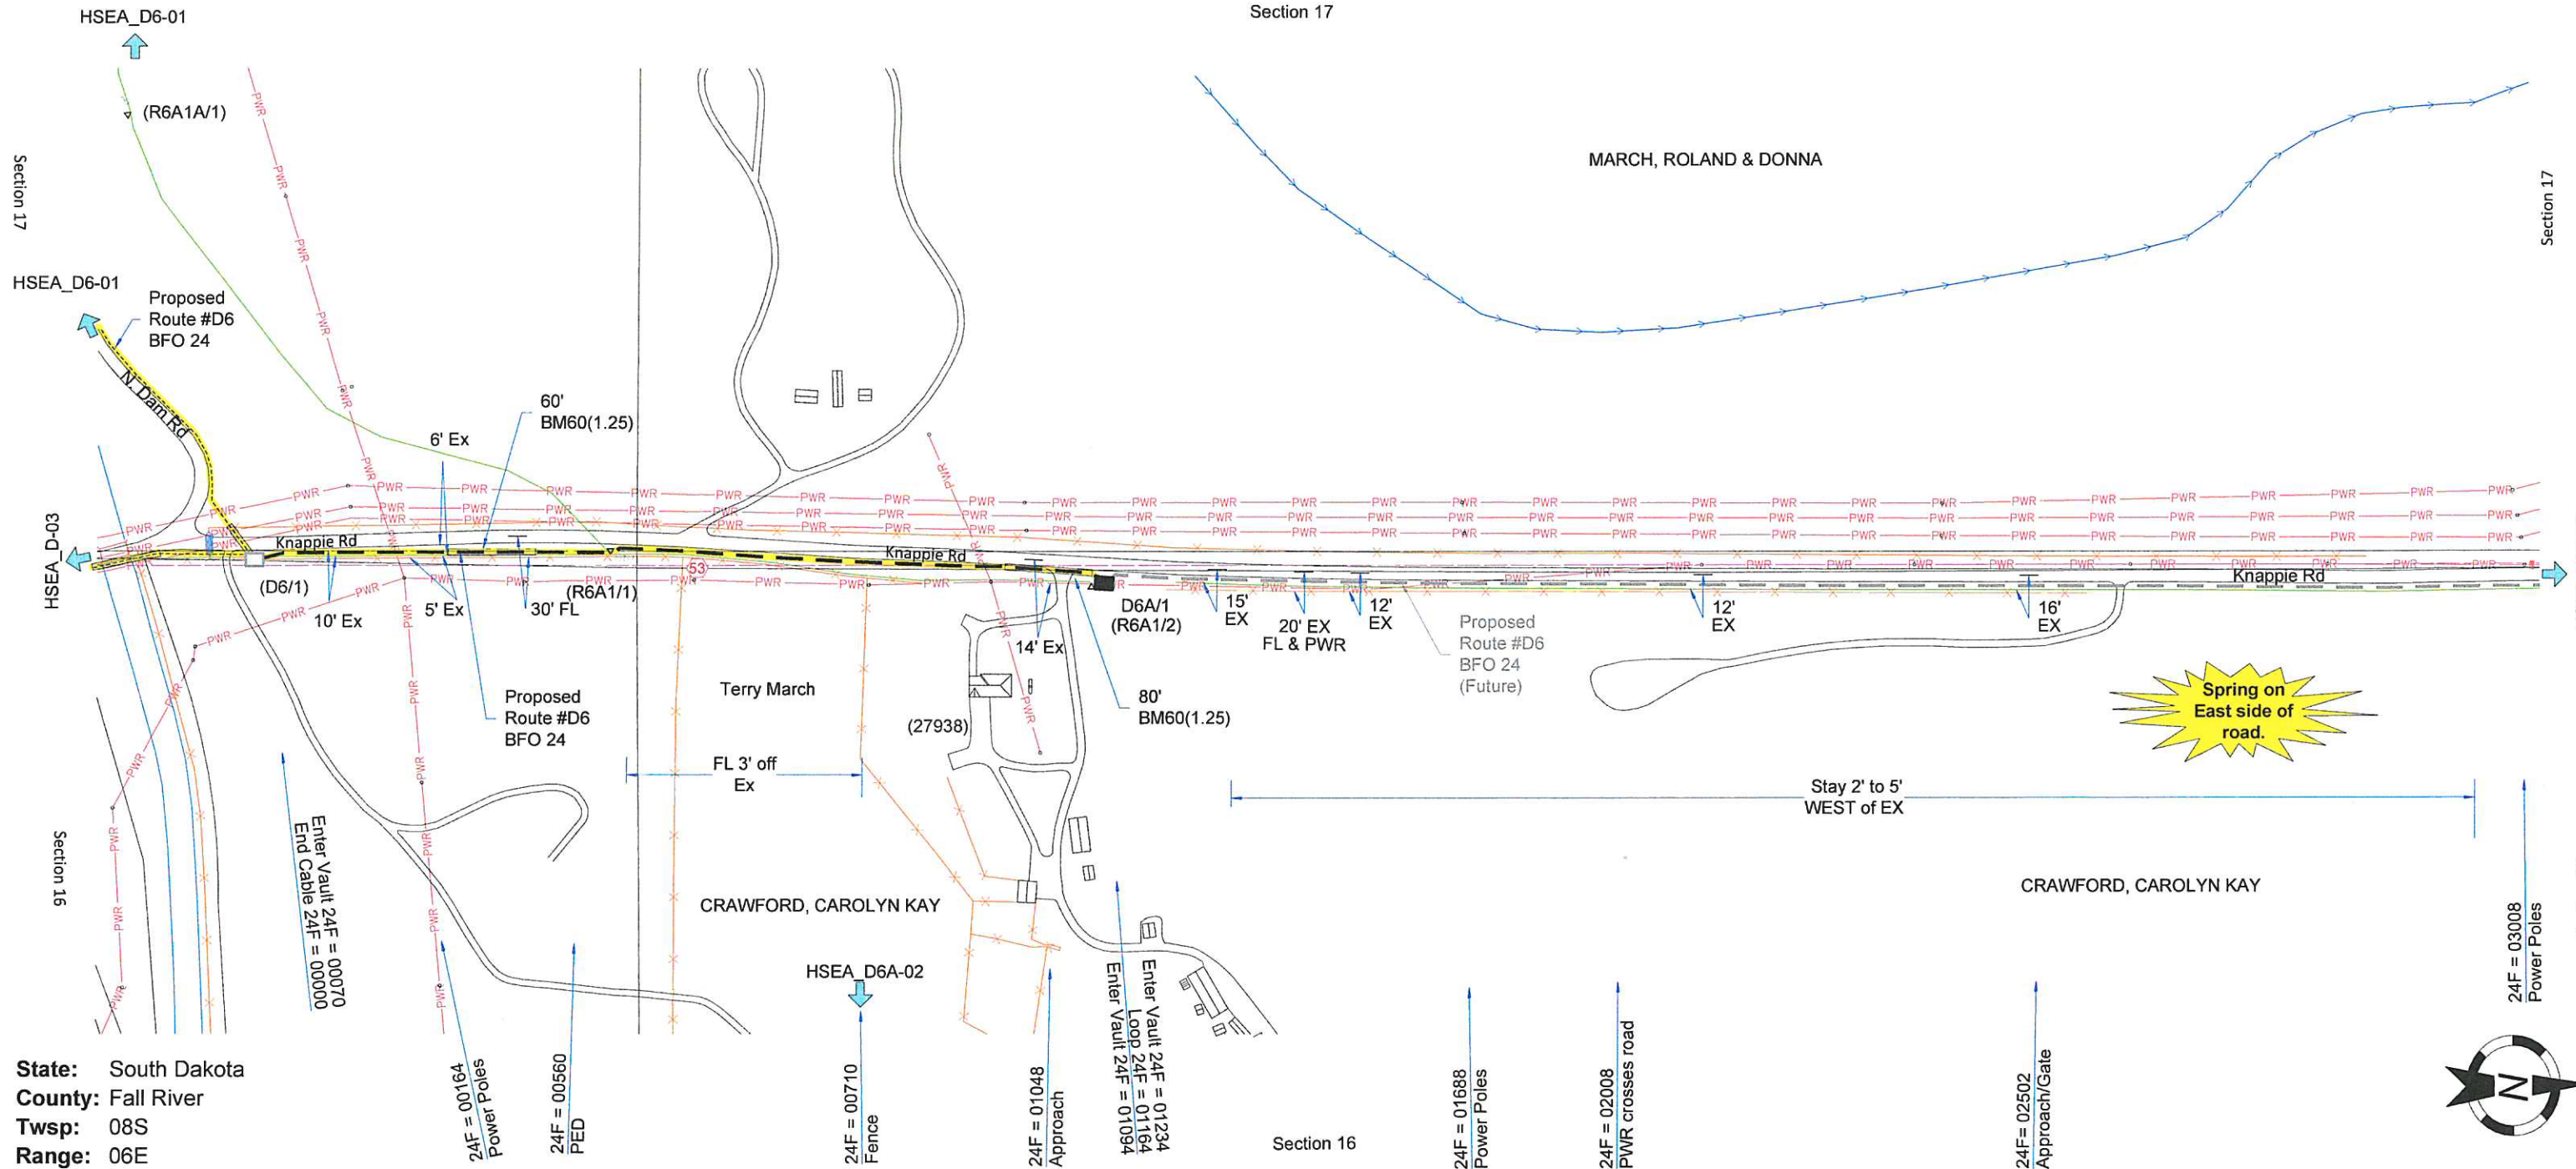 HSEA_D6-01
Section 17
(R6A1A/1)
Section 17
MARCH, ROLAND & DONNA
Section 17
HSEA_D6-01
Proposed
Route #D6
BFO 24
N. Dam Rd
60'
BM60(1.25)
6' Ex
PWR
HSEA_D-03
Knappie Rd
Knappie Rd
Knappie Rd
(D6/1)
10' Ex
5' Ex
30' FL
(R6A1/1)
53
14' Ex
D6A/1
(R6A1/2)
15'
EX
20' EX
FL & PWR
12'
EX
Proposed
Route #D6
BFO 24
(Future)
12'
EX
16'
EX
Proposed
Route #D6
BFO 24
Terry March
(27938)
80'
BM60(1.25)
Spring on
East side of
road.
FL 3' off
Ex
Stay 2' to 5'
WEST of EX
Section 16
Enter Vault 24F = 00070
End Cable 24F = 00000
CRAWFORD, CAROLYN KAY
CRAWFORD, CAROLYN KAY
HSEA_D6A-02
24F = 00164
Power Poles
24F = 00560
PED
24F = 00710
Fence
24F = 01048
Approach
Enter Vault 24F = 01234
Loop 24F = 01164
Enter Vault 24F = 01094
Section 16
24F = 01688
Power Poles
24F = 02008
PWR crosses road
24F= 02502
Approach/Gate
24F = 03008
Power Poles
N
State: South Dakota
County: Fall River
Twsp: 08S
Range: 06E